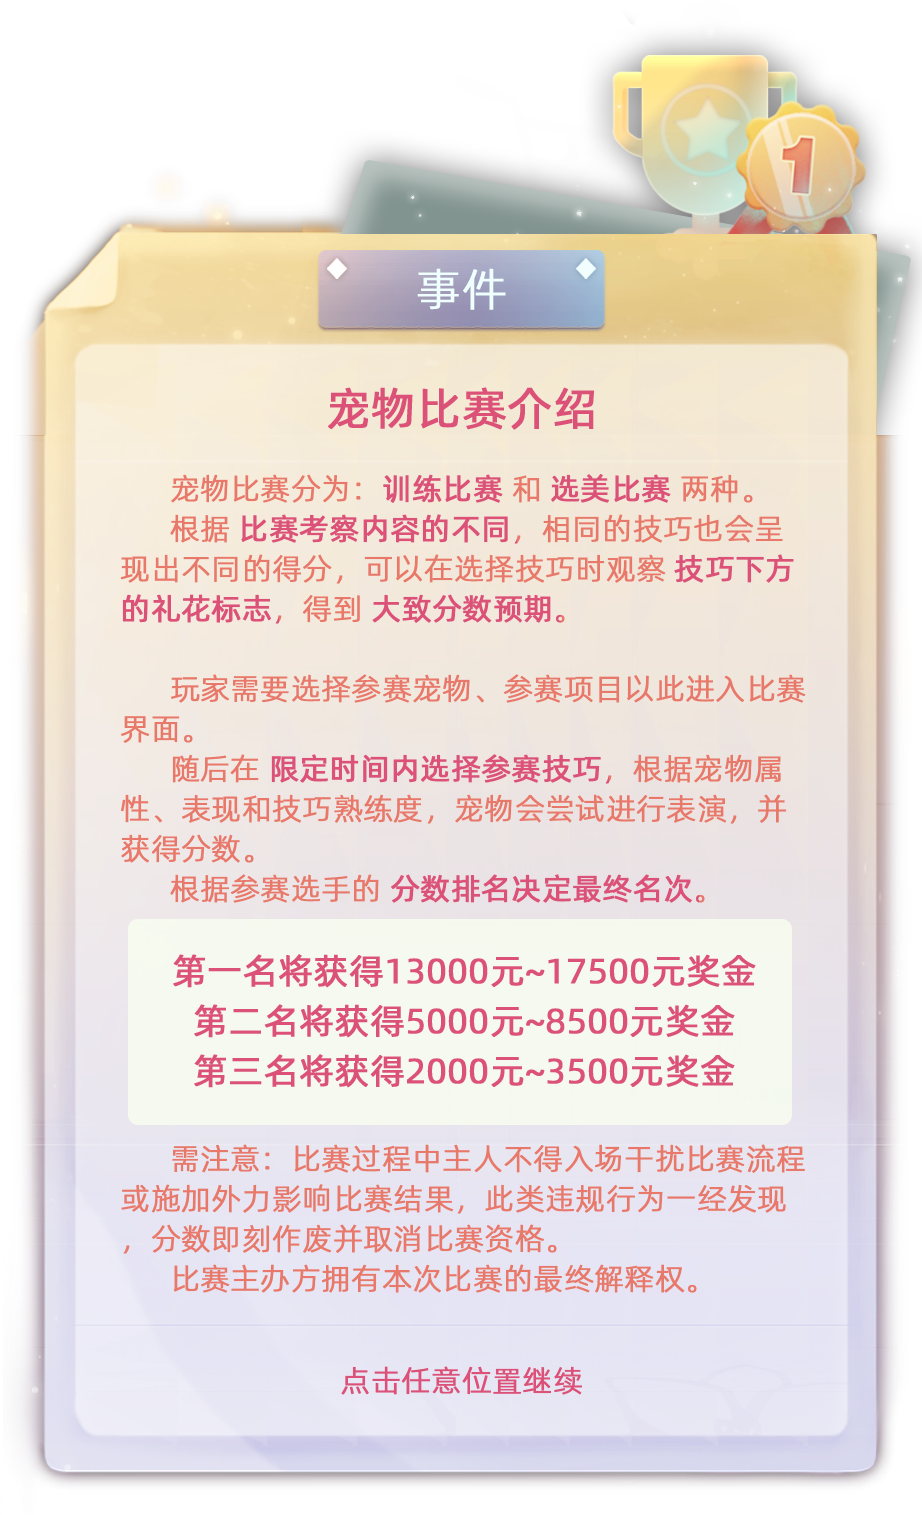 1
事件
宠物比赛介绍
宠物比赛分为：训练比赛 和 选美比赛 两种。
根据 比赛考察内容的不同，相同的技巧也会呈
现出不同的得分，可以在选择技巧时观察 技巧下方
的礼花标志，得到 大致分数预期。
玩家需要选择参赛宠物、参赛项目以此进入比赛
界面。
随后在 限定时间内选择参赛技巧，根据宠物属
性、表现和技巧熟练度，宠物会尝试进行表演，并
获得分数。
根据参赛选手的 分数排名决定最终名次。
第一名将获得13000元~17500元奖金
第二名将获得5000元~8500元奖金
第三名将获得2000元~3500元奖金
需注意：比赛过程中主人不得入场干扰比赛流程
或施加外力影响比赛结果，此类违规行为一经发现
，分数即刻作废并取消比赛资格。
比赛主办方拥有本次比赛的最终解释权。
点击任意位置继续